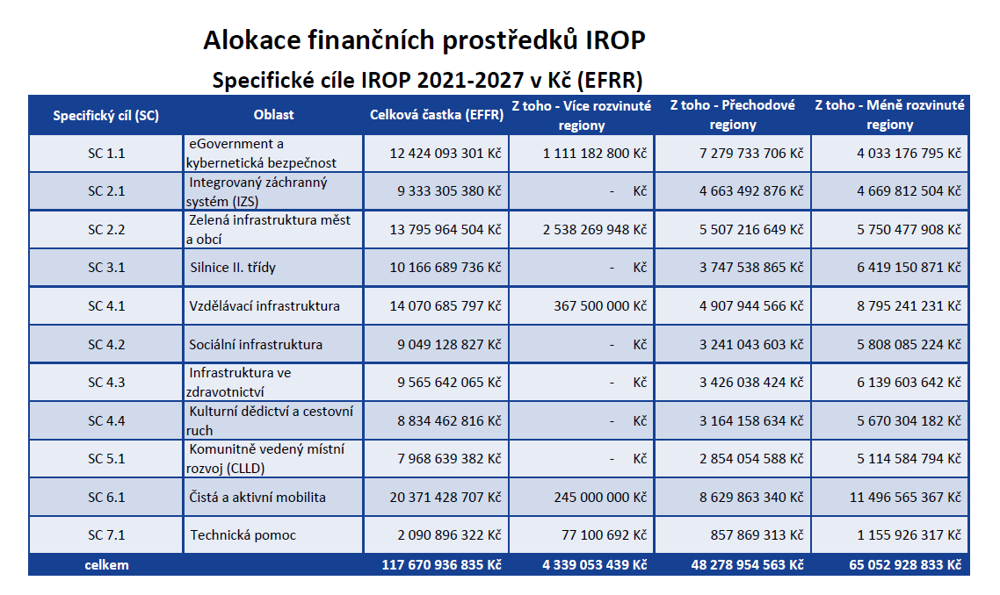 Alokace finančních prostředků IROP
Specifické cíle IROP 2021-2027 v Kč (EFRR)
Specifický cíl (SC) Oblast Celková častka (EFFR) Z toho - Více rozvinuté regiony Z toho - Přechodové regiony Z toho - Méně rozvinuté regiony
SC 1.1 eGovernment a kybernetická bezpečnost 12 424 093 301 Kč 1 111 182 800 Kč 7 279 733 706 Kč 4 033 176 795 Kč
SC 2.1 Integrovaný záchranný systém (IZS) 9 333 305 380 Kč - Kč 4 663 492 876 Kč 4 669 812 504 Kč
SC 2.2 Zelená infrastruktura měst a obcí 13 795 964 504 Kč 2 538 269 948 Kč 5 507 216 649 Kč 5 750 477 908 Kč
SC 3.1 Silnice II. třídy 10 166 689 736 Kč - Kč 3 747 538 865 Kč 6 419 150 871 Kč
SC 4.1 Vzdělávací infrastruktura 14 070 685 797 Kč 367 500 000 Kč 4 907 944 566 Kč 8 795 241 231 Kč
SC 4.2 Sociální infrastruktura 9 049 128 827 Kč - Kč 3 241 043 603 Kč 5 808 085 224 Kč
SC 4.3 Infrastruktura ve zdravotnictví 9 565 642 065 Kč - Kč 3 426 038 424 Kč 6 139 603 642 Kč
SC 4.4 Kulturní dědictví a cestovní ruch 8 834 462 816 Kč - Kč 3 164 158 634 Kč 5 670 304 182 Kč
SC 5.1 Komunitně vedený místní rozvoj (CLLD) 7 968 639 382 Kč - Kč 2 854 054 588 Kč 5 114 584 794 Kč
SC 6.1 Čistá a aktivní mobilita 20 371 428 707 Kč 245 000 000 Kč 8 629 863 340 Kč 11 496 565 367 Kč
SC 7.1 Technická pomoc 2 090 896 322 Kč 77 100 692 Kč 857 869 313 Kč 1 155 926 317 Kč
celkem 117 670 936 835 Kč 4 339 053 439 Kč 48 278 954 563 Kč 65 052 928 833 Kč